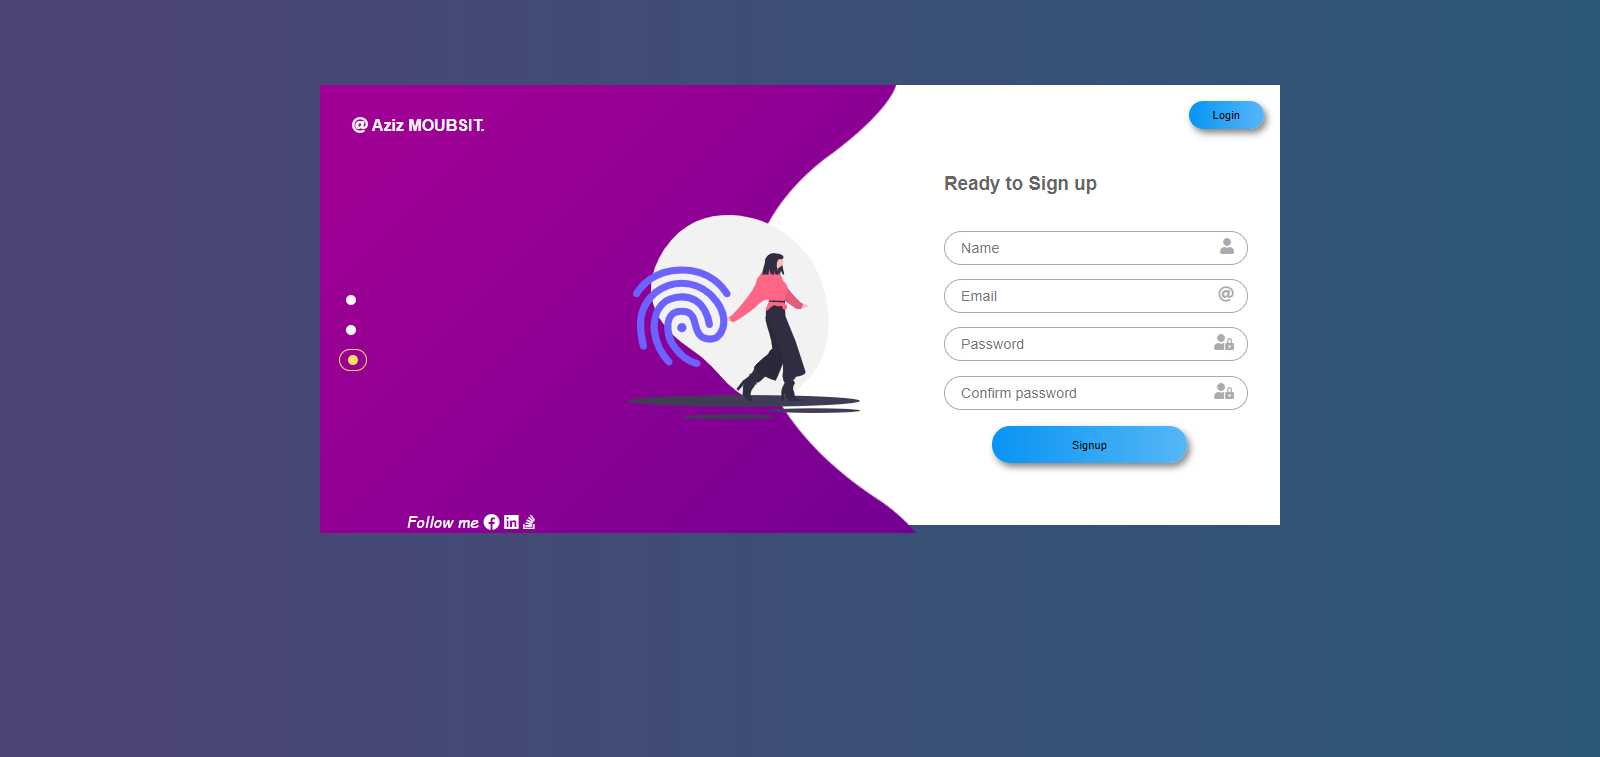 @ Aziz MOUBSIT.
Login
Ready to Sign up
Name
Email
@
Password
Confirm password
Signup
Follow me